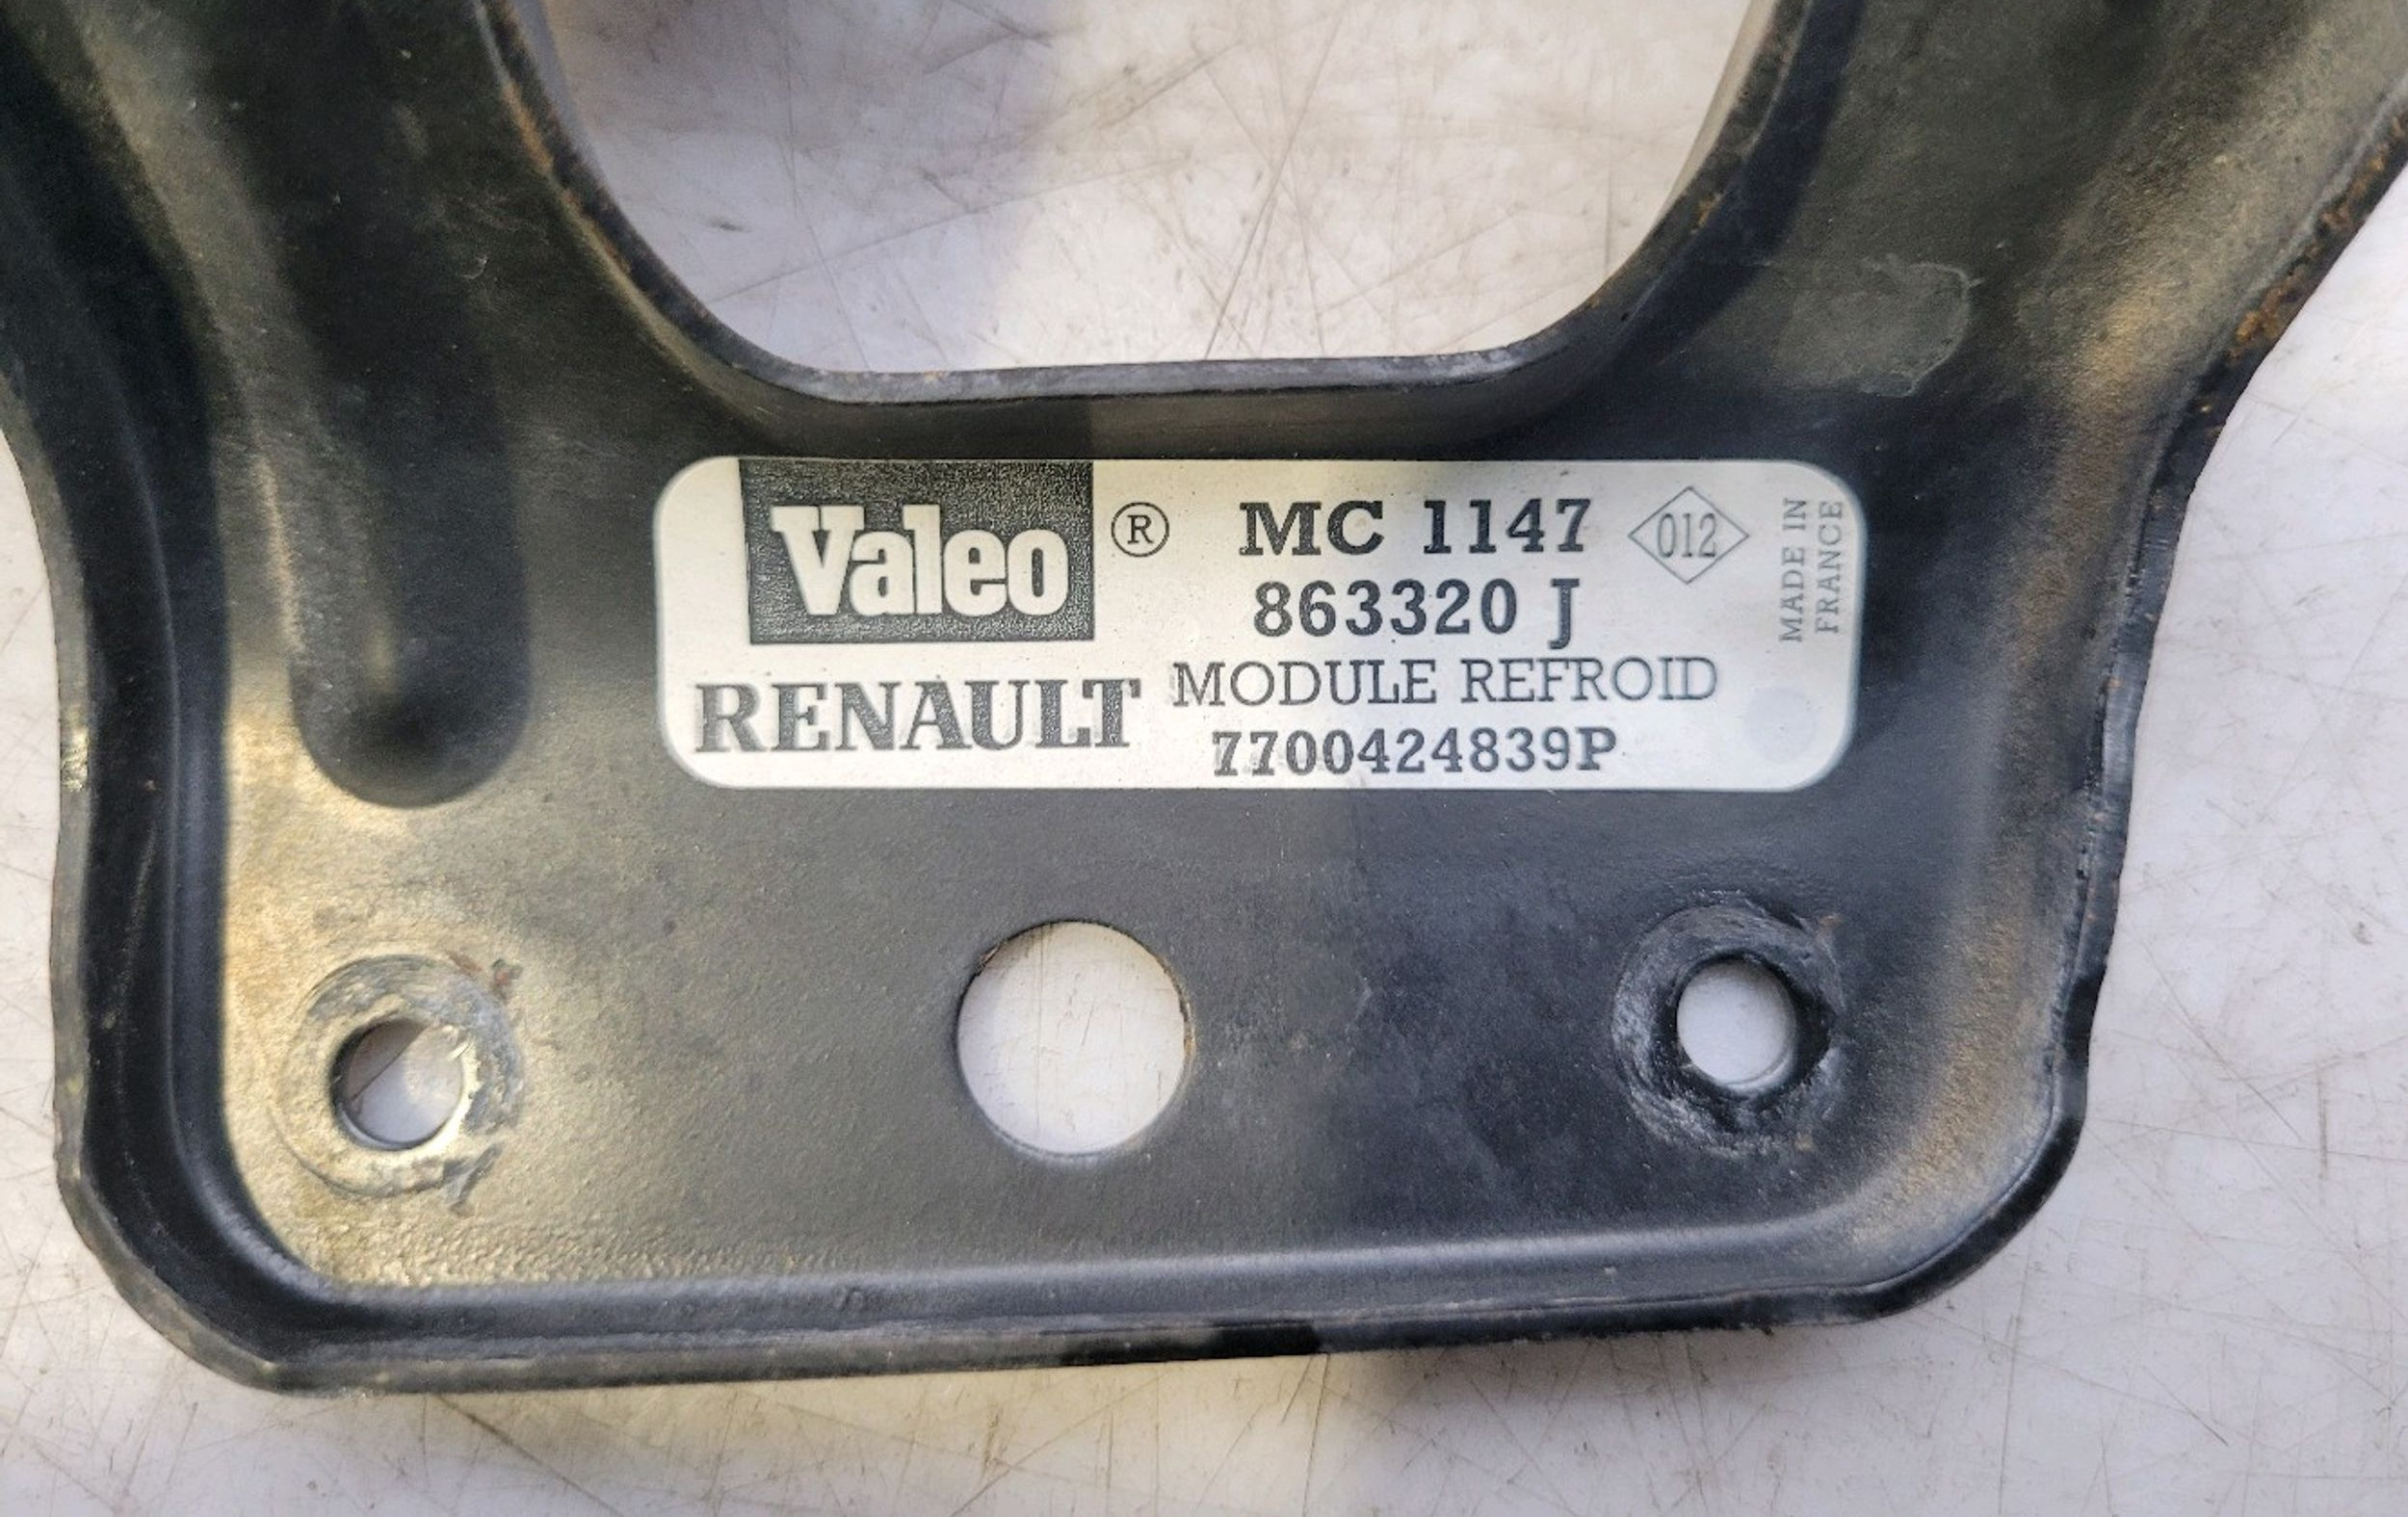 Valeo ® MC 1147 012
863320 J
RENAULT MODULE REFROID
7700424839P
MADE IN
FRANCE